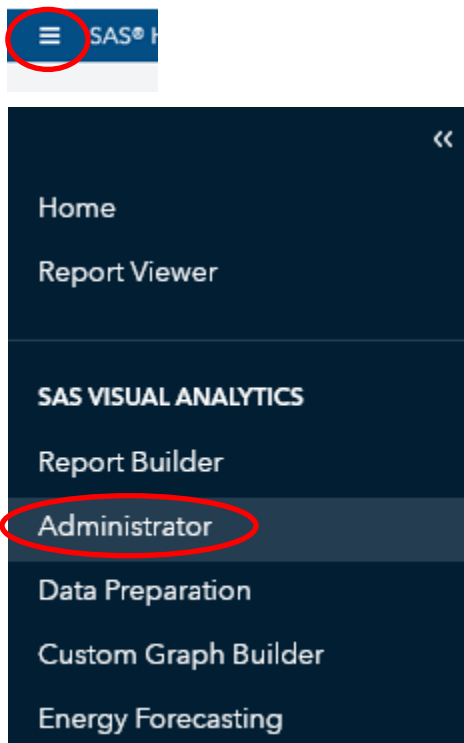 SAS® H
Home
Report Viewer
SAS VISUAL ANALYTICS
Report Builder
Administrator
Data Preparation
Custom Graph Builder
Energy Forecasting